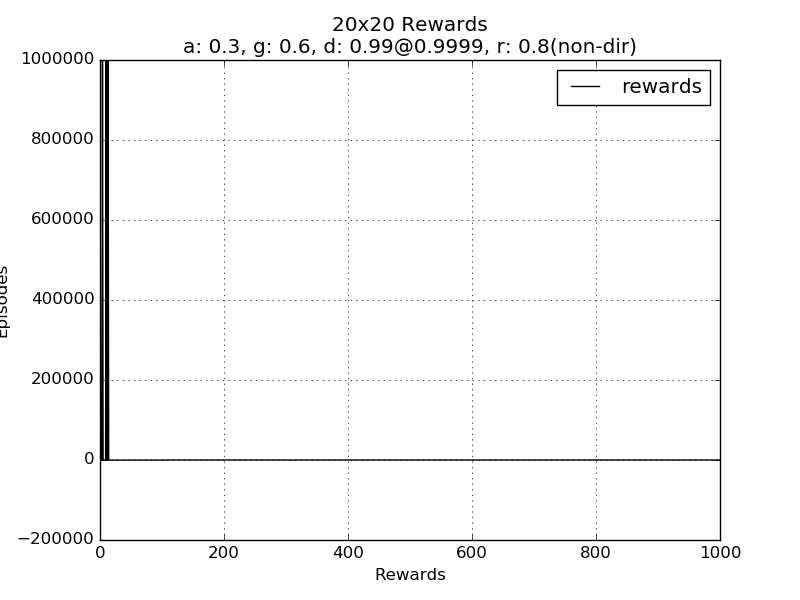 20x20 Rewards
a: 0.3, g: 0.6, d: 0.99@0.9999, r: 0.8(non-dir)
1000000
800000
600000
400000
200000
0
−200000
rewards
0 200 400 600 800 1000
Rewards
Episodes